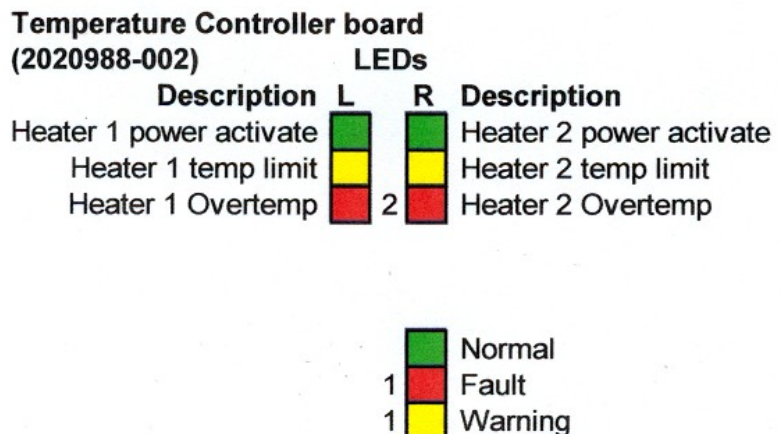 Temperature Controller board
(2020988-002) LEDs
Description L R Description
Heater 1 power activate Heater 2 power activate
Heater 1 temp limit Heater 2 temp limit
Heater 1 Overtemp 2 Heater 2 Overtemp
Normal
1 Fault
1 Warning